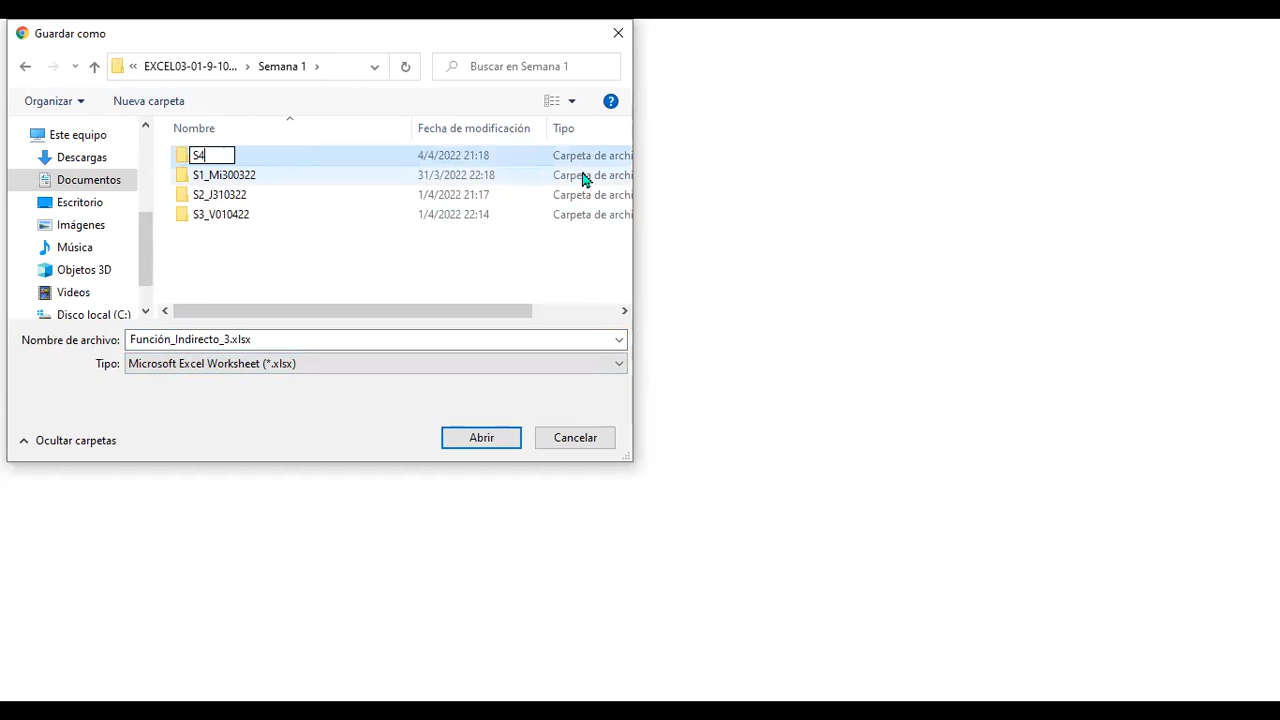 Guardar como
« EXCEL03-01-9-10... › Semana 1 ›
Buscar en Semana 1
Organizar
Nueva carpeta
?
Nombre
Fecha de modificación
Tipo
Este equipo
Descargas
Documentos
Escritorio
Imágenes
Música
Objetos 3D
Videos
Disco local (C:)
S4
4/4/2022 21:18
Carpeta de archi
S1_Mi300322
31/3/2022 22:18
Carpeta de archi
S2_J310322
1/4/2022 21:17
Carpeta de archi
S3_V010422
1/4/2022 22:14
Carpeta de archi
Nombre de archivo: Función_Indirecto_3.xlsx
Tipo: Microsoft Excel Worksheet (*.xlsx)
Ocultar carpetas
Abrir
Cancelar